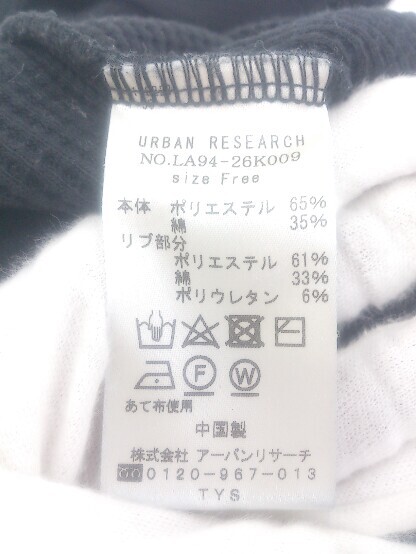 URBAN RESEARCH
NO.LA94-26K009
size Free
本体 ポリエステル 65%
綿 35%
リブ部分
ポリエステル 61%
綿 33%
ポリウレタン 6%
F W
あて布使用
中国製
株式会社 アーバンリサーチ
0120-967-013
TYS